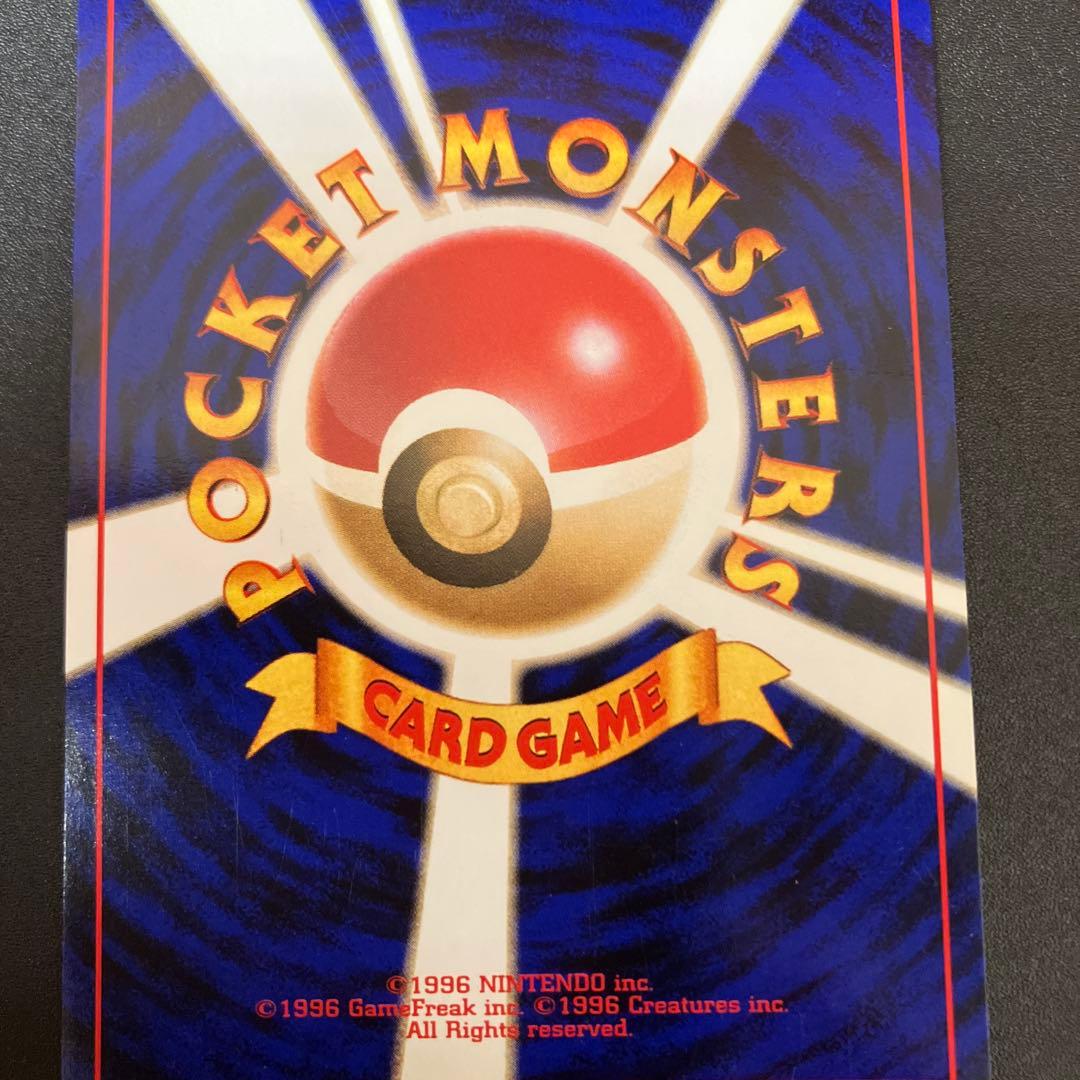 POCKET MONSTERS
CARD GAME
©1996 NINTENDO inc.
©1996 GameFreak inc. ©1996 Creatures inc.
All Rights reserved.